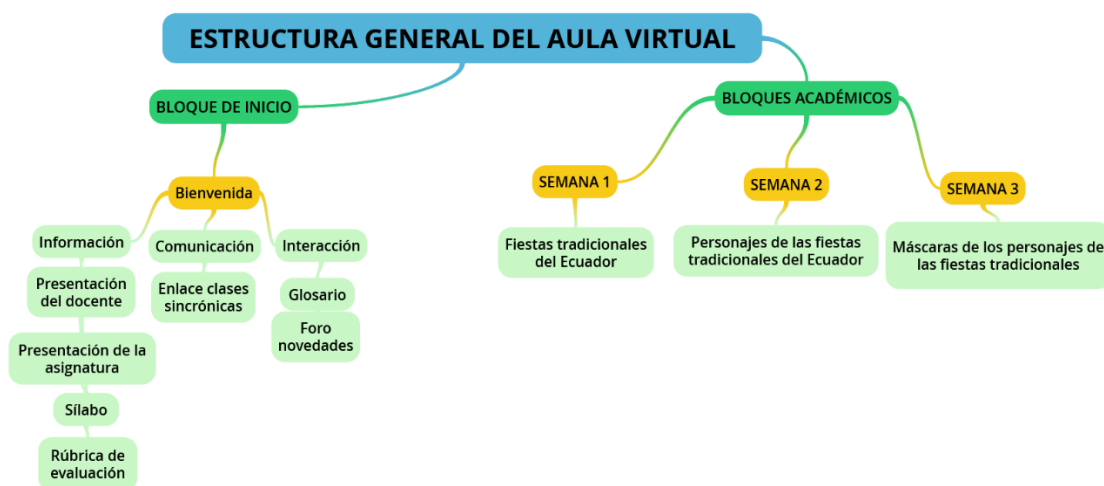 ESTRUCTURA GENERAL DEL AULA VIRTUAL
BLOQUE DE INICIO
Bienvenida
Información
Presentación
del docente
Presentación de la
asignatura
Sílabo
Rúbrica de
evaluación
Comunicación
Enlace clases
sincrónicas
Interacción
Glosario
Foro
novedades
BLOQUES ACADÉMICOS
SEMANA 1
Fiestas tradicionales
del Ecuador
SEMANA 2
Personajes de las fiestas
tradicionales del Ecuador
SEMANA 3
Máscaras de los personajes de
las fiestas tradicionales